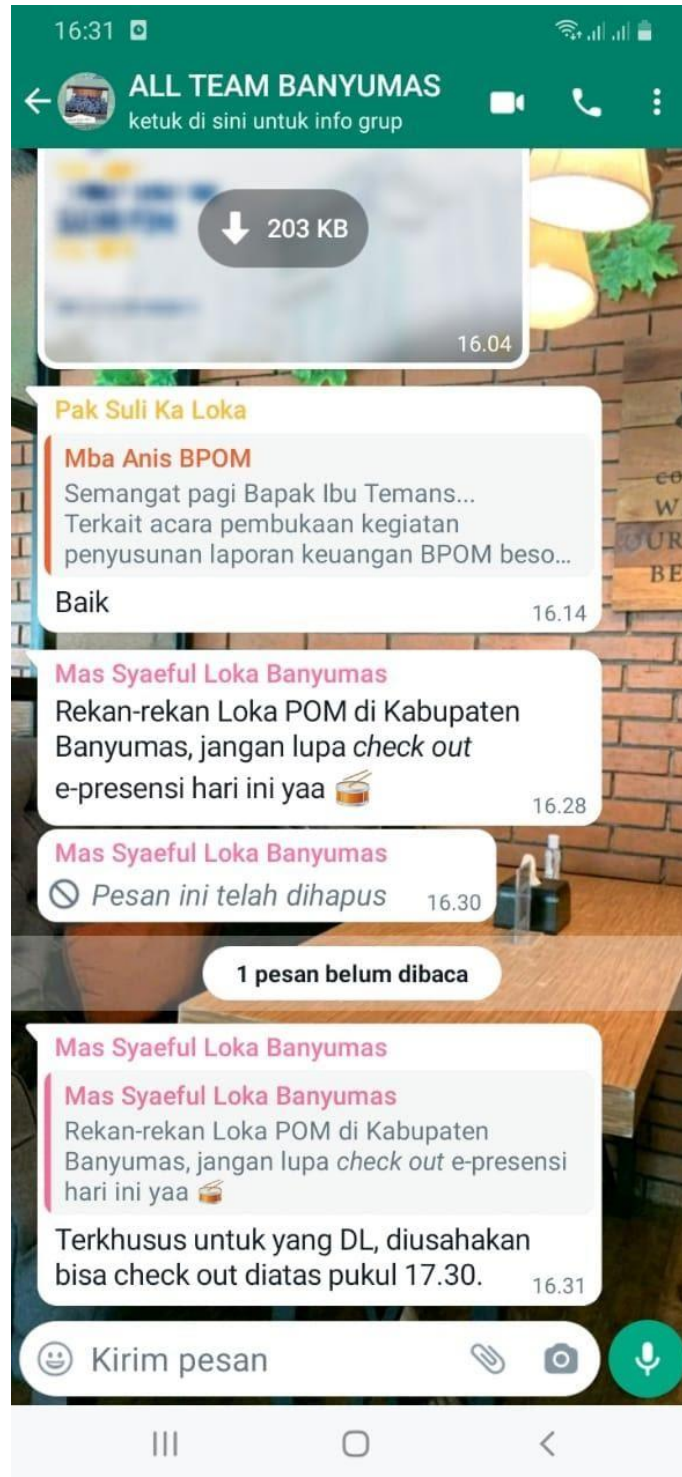 16:31
ALL TEAM BANYUMAS
ketuk di sini untuk info grup
203 KB
16.04
Pak Suli Ka Loka
Mba Anis BPOM
Semangat pagi Bapak Ibu Temans...
Terkait acara pembukaan kegiatan
penyusunan laporan keuangan BPOM beso...
Baik
16.14
Mas Syaeful Loka Banyumas
Rekan-rekan Loka POM di Kabupaten
Banyumas, jangan lupa check out
e-presensi hari ini yaa 🥁
16.28
Mas Syaeful Loka Banyumas
Pesan ini telah dihapus
16.30
1 pesan belum dibaca
Mas Syaeful Loka Banyumas
Mas Syaeful Loka Banyumas
Rekan-rekan Loka POM di Kabupaten
Banyumas, jangan lupa check out e-presensi
hari ini yaa 🥁
Terkhusus untuk yang DL, diusahakan
bisa check out diatas pukul 17.30.
16.31
Kirim pesan